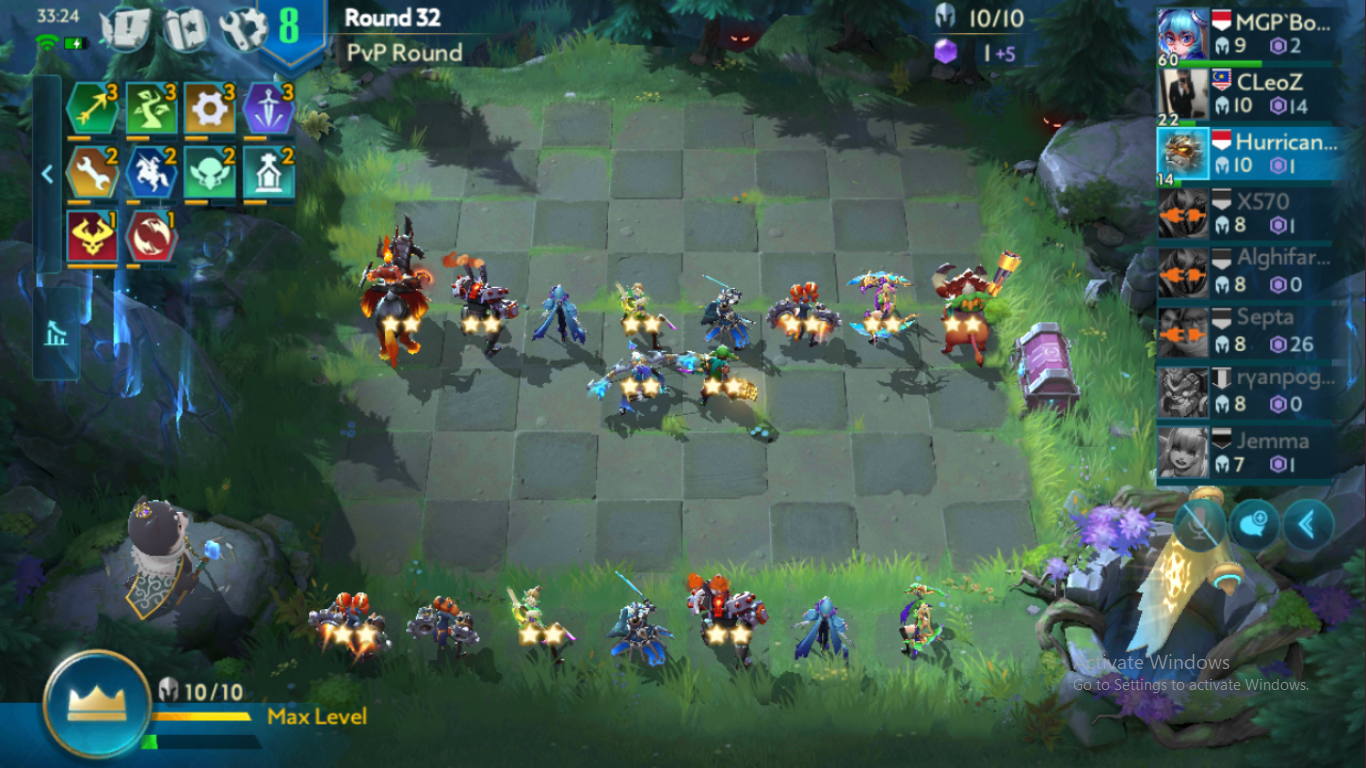 33:24
8
Round 32
PvP Round
10/10
1 +5
3
3
3
3
2
2
2
2
1
1
MGP`Bo...
9 2
60
CLeoZ
10 14
22
Hurrican...
10 1
14
X570
8 1
Alghifar...
8 0
Septa
8 26
ryanpog...
8 0
Jemma
7 1
10/10
Max Level
Activate Windows
Go to Settings to activate Windows.